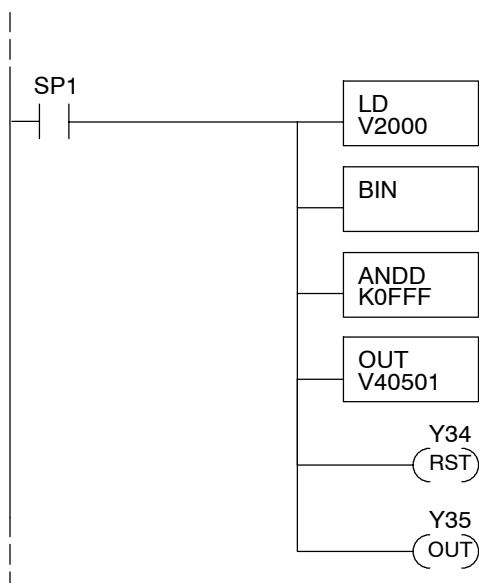 SP1
LD
V2000
BIN
ANDD
K0FFF
OUT
V40501
Y34
RST
Y35
OUT